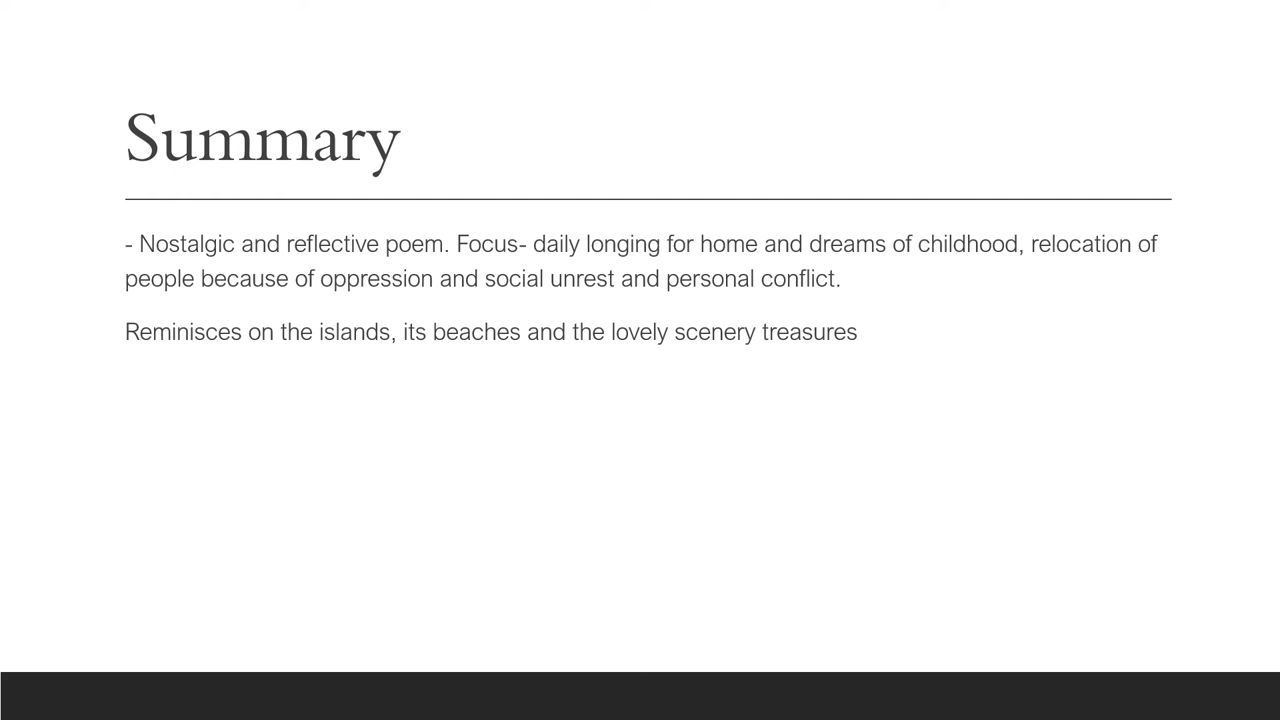 Summary
- Nostalgic and reflective poem. Focus- daily longing for home and dreams of childhood, relocation of
people because of oppression and social unrest and personal conflict.
Reminisces on the islands, its beaches and the lovely scenery treasures